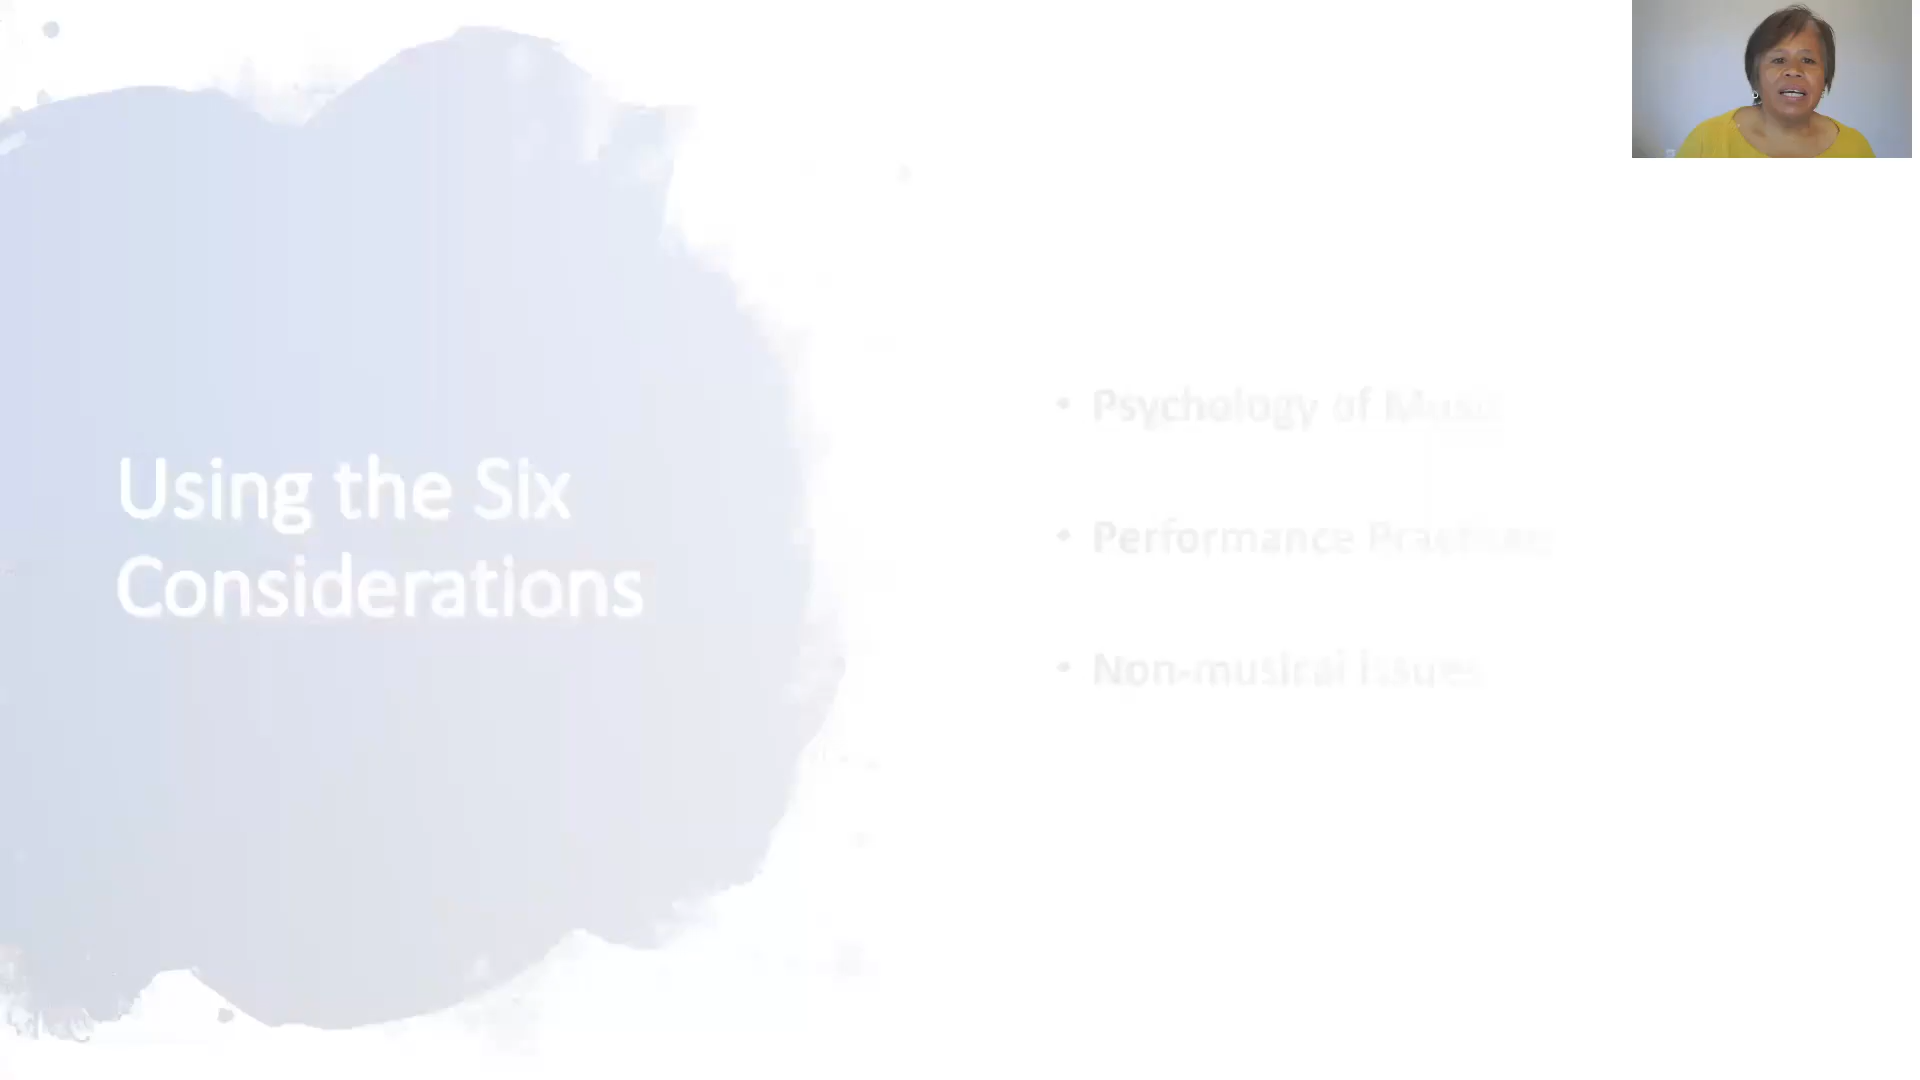 Using the Six
Considerations
• Psychology of Music
• Performance Practices
• Non-musical Issues